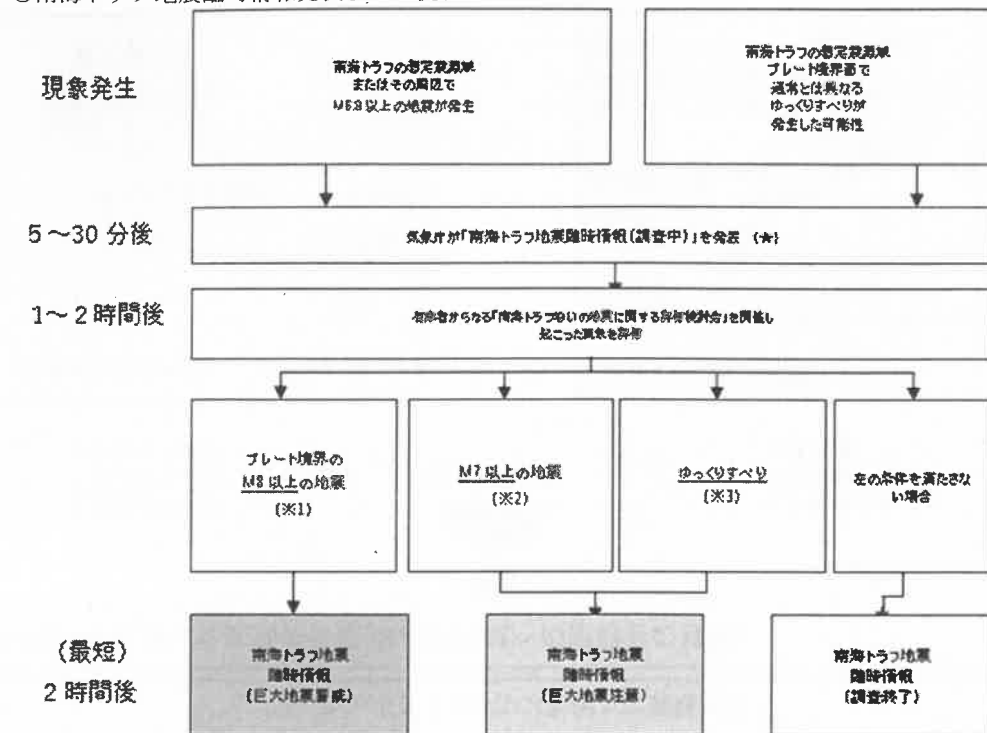 現象発生
南海トラフの想定震源域
またはその周辺で
M6.8以上の地震が発生
南海トラフの想定震源域
プレート境界面で
通常とは異なる
ゆっくりすべりが
発生した可能性
5～30分後
気象庁が「南海トラフ地震臨時情報(調査中)」を発表 (★)
1～2時間後
有識者からなる「南海トラフ沿いの地震に関する評価検討会」を開催し
起こった現象を評価
プレート境界の
M8以上の地震
(※1)
M7以上の地震
(※2)
ゆっくりすべり
(※3)
左の条件を満たさな
い場合
(最短)
2時間後
南海トラフ地震
臨時情報
(巨大地震警戒)
南海トラフ地震
臨時情報
(巨大地震注意)
南海トラフ地震
臨時情報
(調査終了)